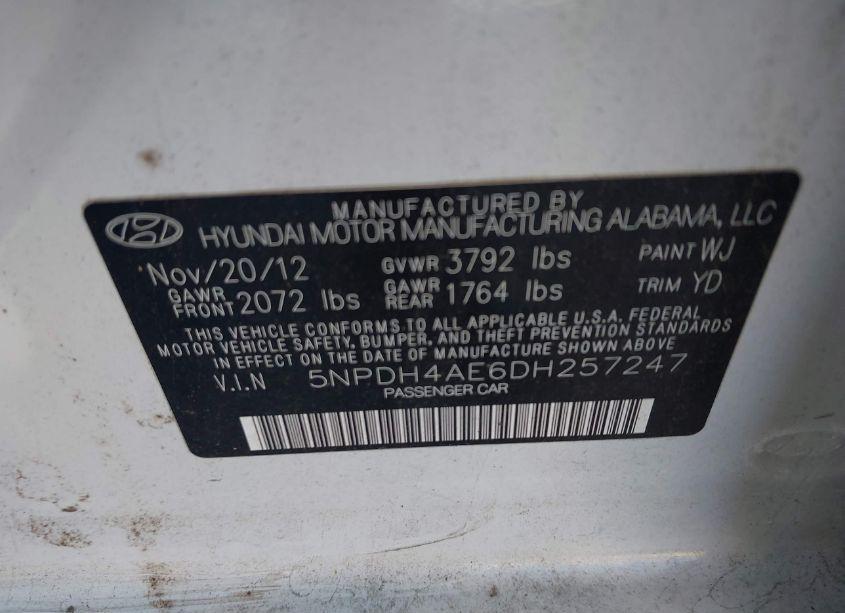 MANUFACTURED BY
HYUNDAI MOTOR MANUFACTURING ALABAMA, LLC
Nov/20/12 GVWR 3792 lbs PAINT WJ
GAWR FRONT 2072 lbs GAWR REAR 1764 lbs TRIM YD
THIS VEHICLE CONFORMS TO ALL APPLICABLE U.S.A. FEDERAL
MOTOR VEHICLE SAFETY, BUMPER, AND THEFT PREVENTION STANDARDS
IN EFFECT ON THE DATE OF MANUFACTURE SHOWN ABOVE
V.I.N 5NPDH4AE6DH257247
PASSENGER CAR